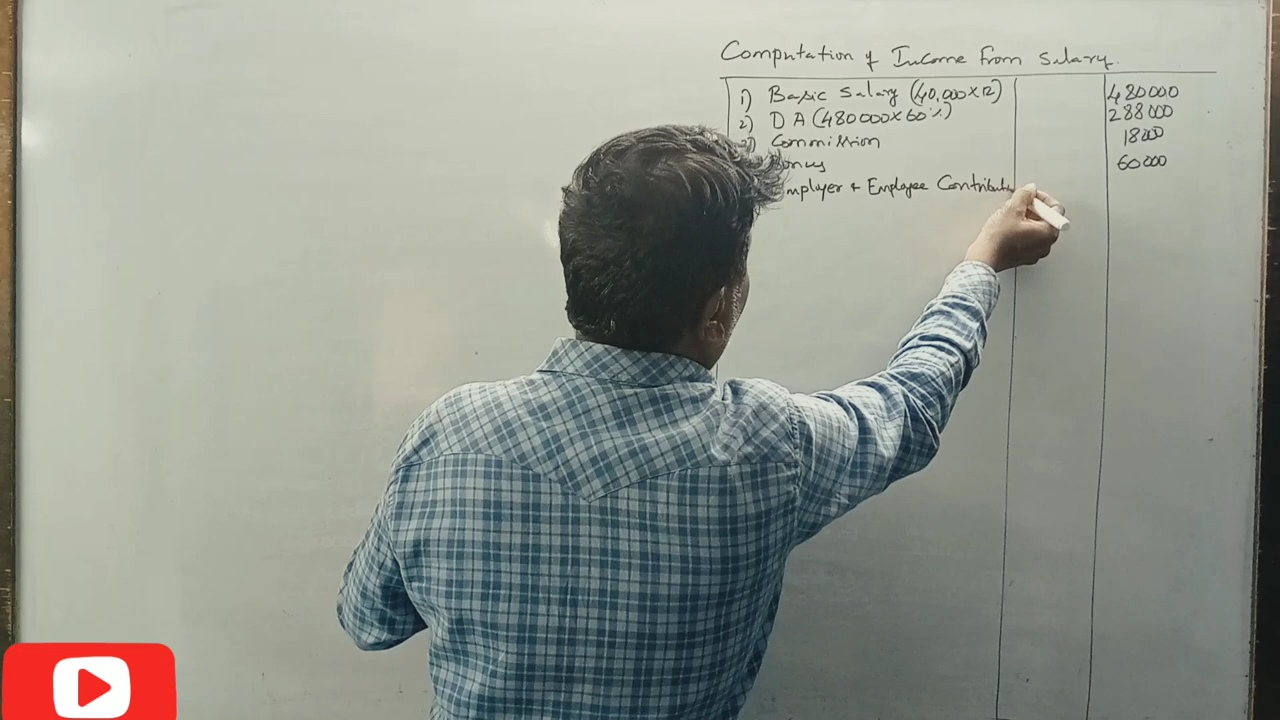 Computation of Income From Salary.
1) Basic Salary (40,000×12) 480000
2) DA (480000×60%) 288000
Commission 18000
Bonus 60000
Employer & Employee